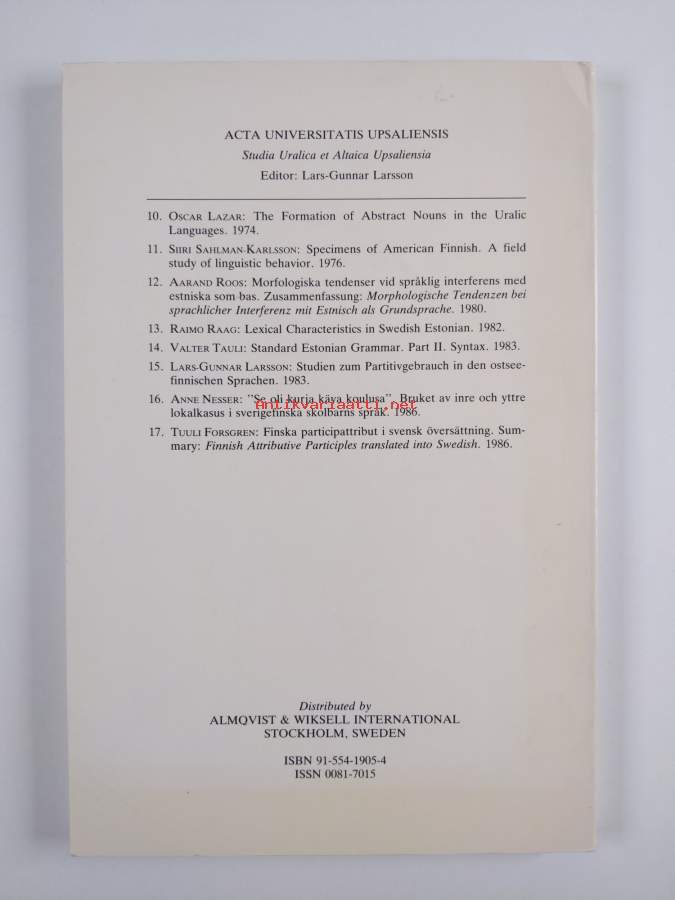 ACTA UNIVERSITATIS UPSALIENSIS
Studia Uralica et Altaica Upsaliensia
Editor: Lars-Gunnar Larsson
10. OSCAR LAZAR: The Formation of Abstract Nouns in the Uralic
Languages. 1974.
11. SIIRI SAHLMAN-KARLSSON: Specimens of American Finnish. A field
study of linguistic behavior. 1976.
12. AARAND ROOS: Morfologiska tendenser vid språklig interferens med
estniska som bas. Zusammenfassung: Morphologische Tendenzen bei
sprachlicher Interferenz mit Estnisch als Grundsprache. 1980.
13. RAIMO RAAG: Lexical Characteristics in Swedish Estonian. 1982.
14. VALTER TAULI: Standard Estonian Grammar. Part II. Syntax. 1983.
15. LARS-GUNNAR LARSSON: Studien zum Partitivgebrauch in den ostsee-
finnischen Sprachen. 1983.
16. ANNE NESSER: "Se oli kurja käya koulusa". Bruket av inre och yttre
Antikvariaatti.net
lokalkasus i sverigefinska skolbarns språk. 1986.
17. TUULI FORSGREN: Finska participattribut i svensk översättning. Sum-
mary: Finnish Attributive Participles translated into Swedish. 1986.
Distributed by
ALMQVIST & WIKSELL INTERNATIONAL
STOCKHOLM, SWEDEN
ISBN 91-554-1905-4
ISSN 0081-7015